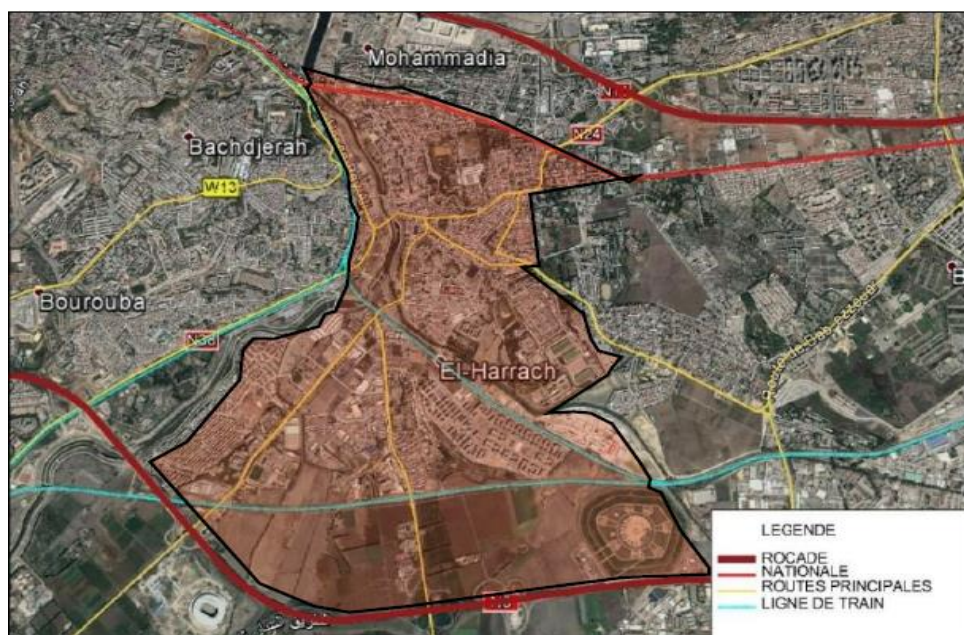 Mohammadia
N24
Bachdjerah
W13
Bourouba
N38
El-Harrach
LEGENDE
ROCADE
NATIONALE
ROUTES PRINCIPALES
LIGNE DE TRAIN